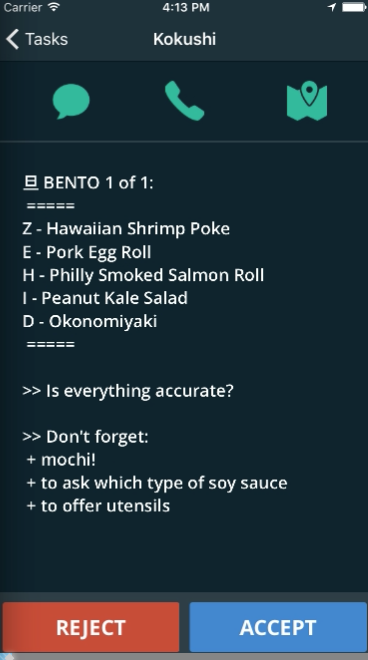 Carrier 4:13 PM
Tasks Kokushi
旦 BENTO 1 of 1:
=====
Z - Hawaiian Shrimp Poke
E - Pork Egg Roll
H - Philly Smoked Salmon Roll
I - Peanut Kale Salad
D - Okonomiyaki
=====
>> Is everything accurate?
>> Don't forget:
+ mochi!
+ to ask which type of soy sauce
+ to offer utensils
REJECT ACCEPT